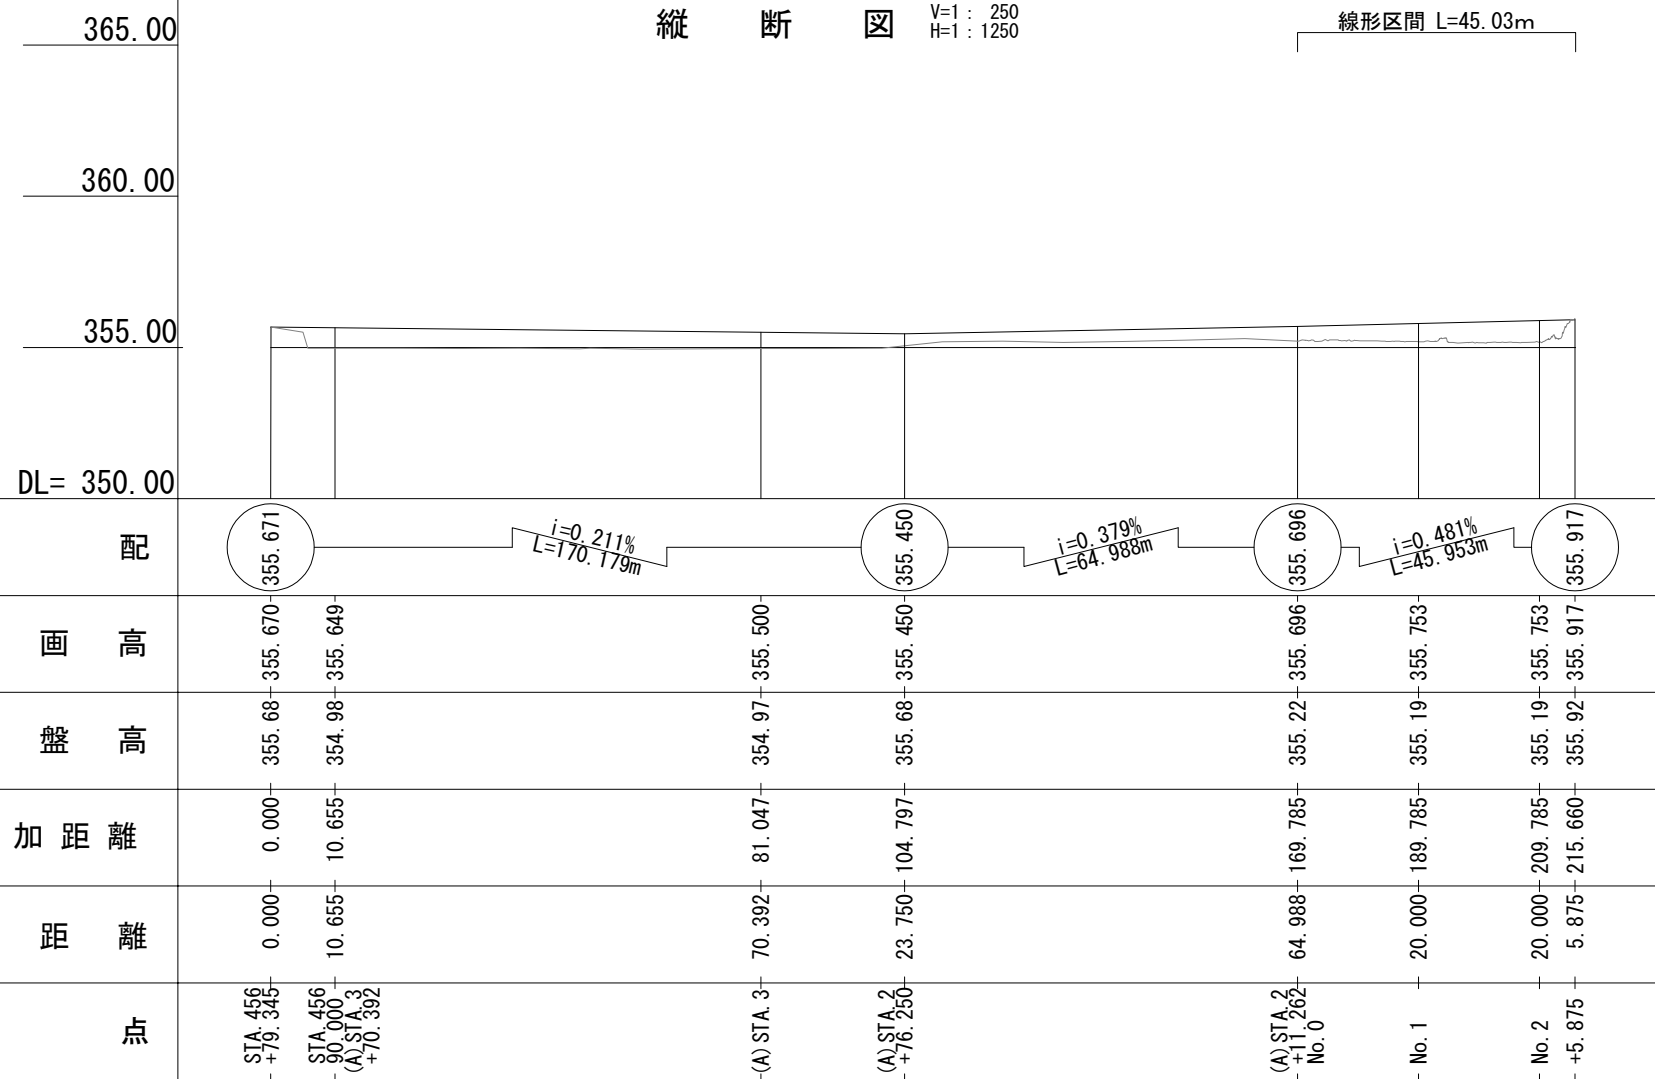 縦 断 図 V=1 : 250
H=1 : 1250
線形区間 L=45.03m
365.00
360.00
355.00
DL= 350.00
配
355.671
i=0.211%
L=170.179m
355.450
i=0.379%
L=64.988m
355.696
i=0.481%
L=45.953m
355.917
画 高
355.670
355.649
355.500
355.450
355.696
355.753
355.753
355.917
盤 高
355.68
354.98
354.97
355.68
355.22
355.19
355.19
355.92
加 距 離
0.000
10.655
81.047
104.797
169.785
189.785
209.785
215.660
距 離
0.000
10.655
70.392
23.750
64.988
20.000
20.000
5.875
点
STA.456
+79.345
STA.456
90.000
(A)STA.3
+70.392
(A)STA.3
(A)STA.2
+76.250
(A)STA.2
+11.262
No.0
No.1
No.2
+5.875